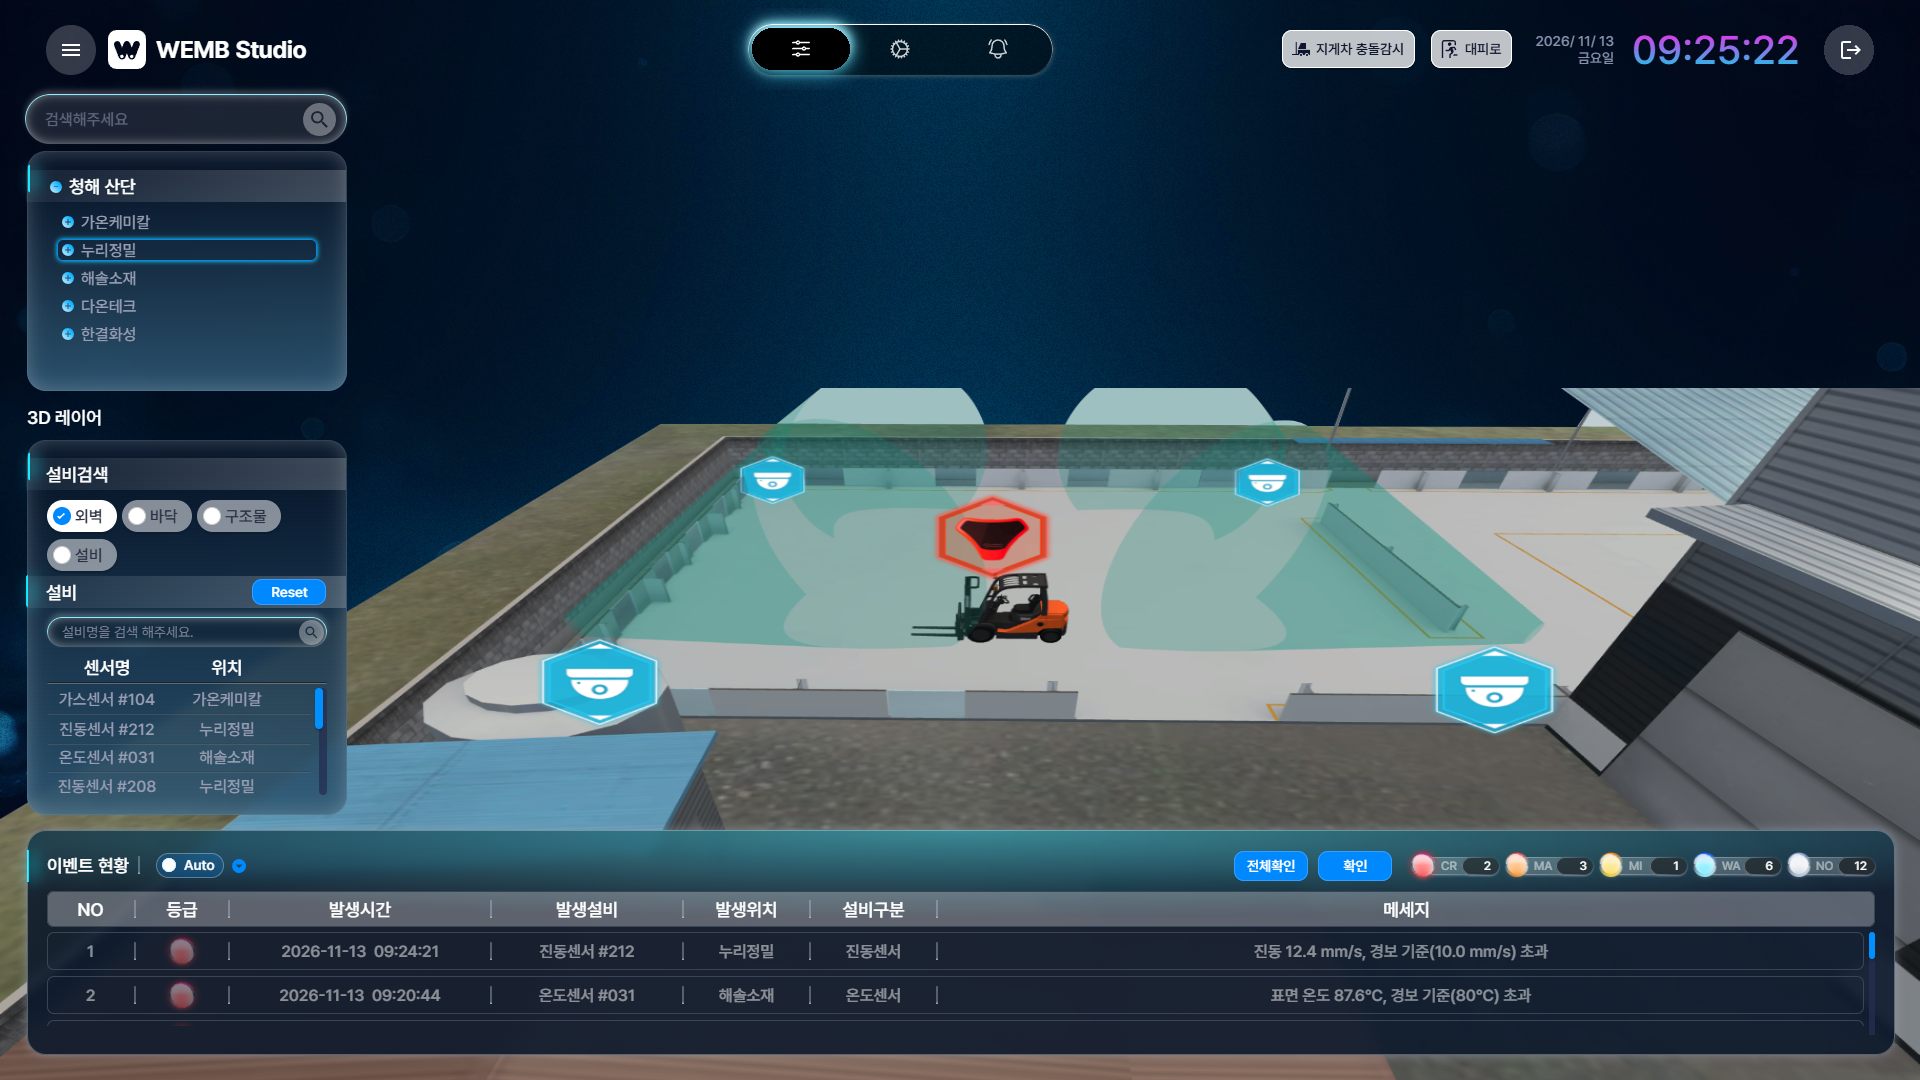 WEMB Studio
지게차 충돌감시
대피로
2026/ 11/ 13
금요일
09:25:22
검색해주세요
청해 산단
가온케미칼
누리정밀
해솔소재
다온테크
한결화성
3D 레이어
설비검색
외벽
바닥
구조물
설비
설비
Reset
설비명을 검색 해주세요.
센서명 위치
가스센서 #104 가온케미칼
진동센서 #212 누리정밀
온도센서 #031 해솔소재
진동센서 #208 누리정밀
이벤트 현황
Auto
전체확인
확인
CR 2
MA 3
MI 1
WA 6
NO 12
NO 등급 발생시간 발생설비 발생위치 설비구분 메세지
1 2026-11-13 09:24:21 진동센서 #212 누리정밀 진동센서 진동 12.4 mm/s, 경보 기준(10.0 mm/s) 초과
2 2026-11-13 09:20:44 온도센서 #031 해솔소재 온도센서 표면 온도 87.6°C, 경보 기준(80°C) 초과